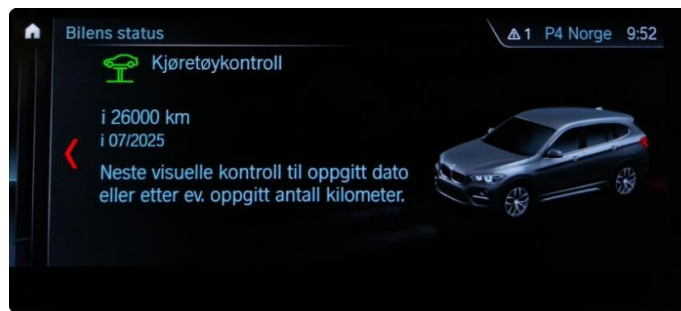 Bilens status
1 P4 Norge 9:52
Kjøretøykontroll
i 26000 km
i 07/2025
Neste visuelle kontroll til oppgitt dato
eller etter ev. oppgitt antall kilometer.